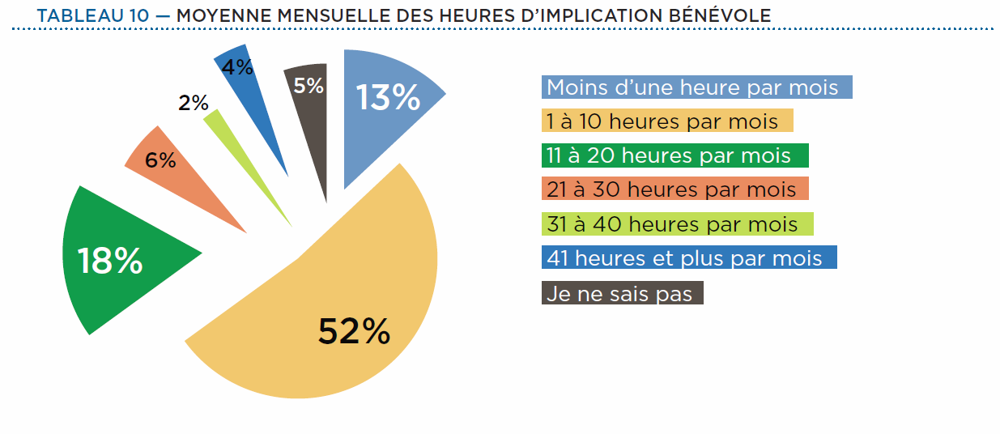 TABLEAU 10 — MOYENNE MENSUELLE DES HEURES D'IMPLICATION BÉNÉVOLE
4%
5%
13%
2%
6%
18%
52%
Moins d'une heure par mois
1 à 10 heures par mois
11 à 20 heures par mois
21 à 30 heures par mois
31 à 40 heures par mois
41 heures et plus par mois
Je ne sais pas